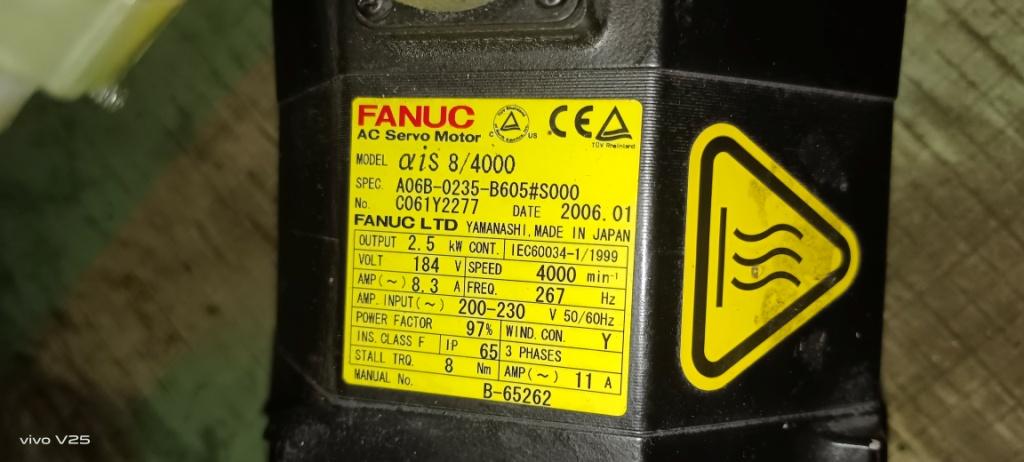 FANUC
AC Servo Motor
C US
CE
TÜV Rheinland
MODEL αiS 8/4000
SPEC. A06B-0235-B605#S000
No. C061Y2277 DATE 2006.01
FANUC LTD YAMANASHI, MADE IN JAPAN
OUTPUT 2.5 kW CONT. IEC60034-1/1999
VOLT 184 V SPEED 4000 min-1
AMP(~) 8.3 A FREQ. 267 Hz
AMP. INPUT(~) 200-230 V 50/60Hz
POWER FACTOR 97% WIND. CON. Y
INS. CLASS F IP 65 3 PHASES
STALL TRQ. 8 Nm AMP(~) 11 A
MANUAL No. B-65262
vivo V25